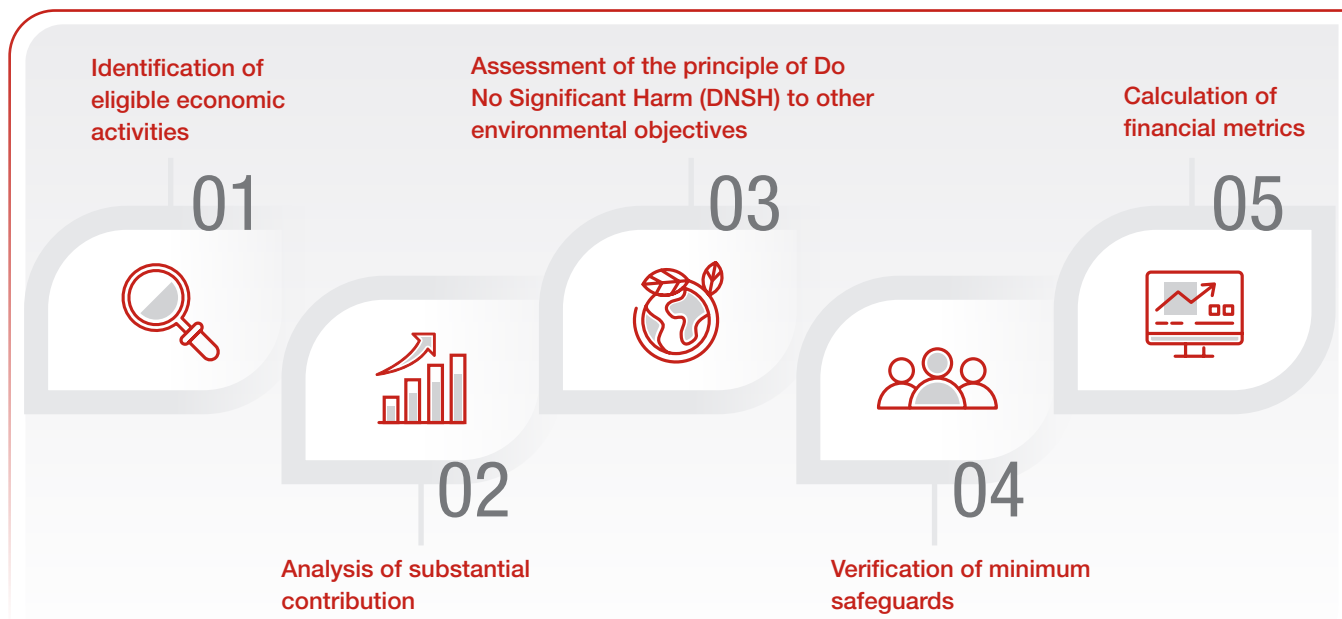 Identification of
eligible economic
activities
01
02
Analysis of substantial
contribution
Assessment of the principle of Do
No Significant Harm (DNSH) to other
environmental objectives
03
04
Verification of minimum
safeguards
Calculation of
financial metrics
05